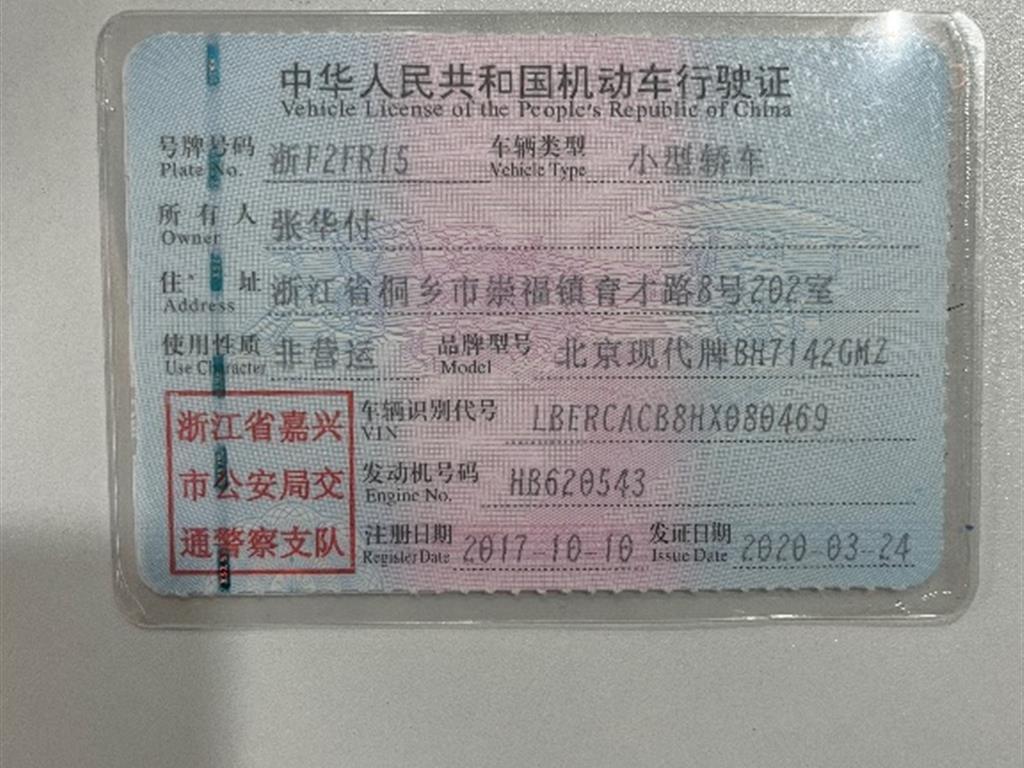 中华人民共和国机动车行驶证
Vehicle License of the People's Republic of China
号牌号码 浙F2FR15 车辆类型 小型轿车
Plate No. Vehicle Type
所有人 张华付
Owner
住址 浙江省桐乡市崇福镇育才路8号202室
Address
使用性质 非营运 品牌型号 北京现代牌BH7142GMZ
Use Character Model
浙江省嘉兴
市公安局交
通警察支队
车辆识别代号 LBERCACB8HX080469
VIN
发动机号码 HB620543
Engine No.
注册日期 2017-10-10 发证日期 2020-03-24
Register Date Issue Date